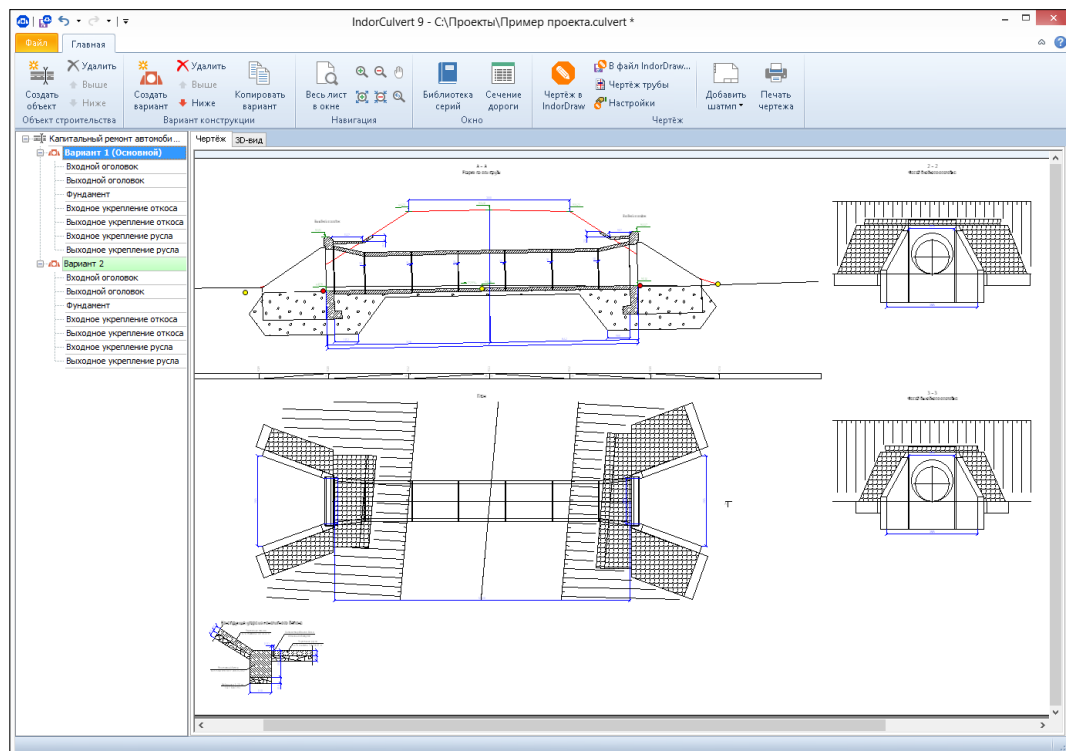 IndorCulvert 9 - C:\Проекты\Пример проекта.culvert *
Файл
Главная
Создать объект
Удалить
Выше
Ниже
Объект строительства
Создать вариант
Удалить
Выше
Ниже
Копировать вариант
Вариант конструкции
Весь лист в окне
Навигация
Библиотека серий
Сечение дороги
Окно
Чертёж в IndorDraw
В файл IndorDraw...
Чертёж трубы
Настройки
Добавить шатмп
Печать чертежа
Чертёж
Капитальный ремонт автомоби...
Вариант 1 (Основной)
Входной оголовок
Выходной оголовок
Фундамент
Входное укрепление откоса
Выходное укрепление откоса
Входное укрепление русла
Выходное укрепление русла
Вариант 2
Входной оголовок
Выходной оголовок
Фундамент
Входное укрепление откоса
Выходное укрепление откоса
Входное укрепление русла
Выходное укрепление русла
Чертёж
3D-вид